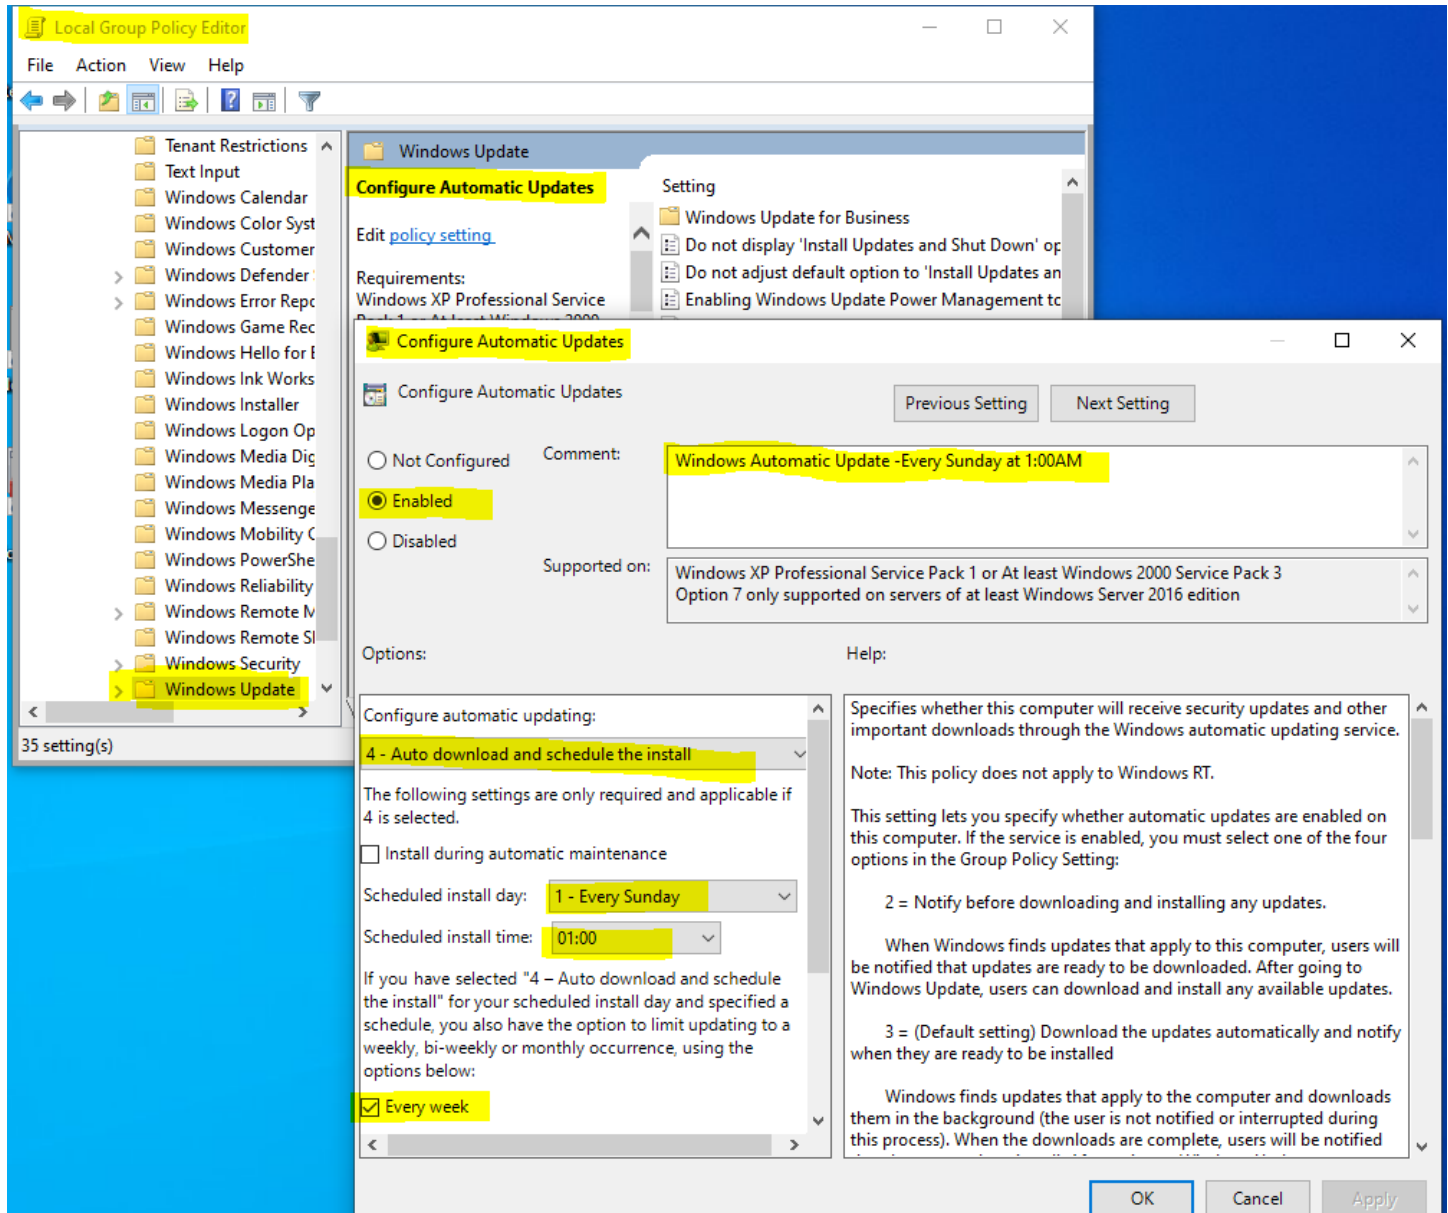 Local Group Policy Editor
File Action View Help
Tenant Restrictions
Text Input
Windows Calendar
Windows Color Syst
Windows Customer
Windows Defender
Windows Error Repc
Windows Game Rec
Windows Hello for E
Windows Ink Works
Windows Installer
Windows Logon Op
Windows Media Dig
Windows Media Pla
Windows Messenge
Windows Mobility C
Windows PowerShe
Windows Reliability
Windows Remote M
Windows Remote Sl
Windows Security
Windows Update
35 setting(s)
Windows Update
Configure Automatic Updates
Edit policy setting
Requirements:
Windows XP Professional Service
Pack 1 or At least Windows 2000
Setting
Windows Update for Business
Do not display 'Install Updates and Shut Down' op
Do not adjust default option to 'Install Updates an
Enabling Windows Update Power Management to
Configure Automatic Updates
Configure Automatic Updates
Previous Setting
Next Setting
Not Configured
Enabled
Disabled
Comment:
Windows Automatic Update -Every Sunday at 1:00AM
Supported on:
Windows XP Professional Service Pack 1 or At least Windows 2000 Service Pack 3
Option 7 only supported on servers of at least Windows Server 2016 edition
Options:
Help:
Configure automatic updating:
4 - Auto download and schedule the install
The following settings are only required and applicable if
4 is selected.
Install during automatic maintenance
Scheduled install day:
1 - Every Sunday
Scheduled install time:
01:00
If you have selected "4 – Auto download and schedule
the install" for your scheduled install day and specified a
schedule, you also have the option to limit updating to a
weekly, bi-weekly or monthly occurrence, using the
options below:
Every week
Specifies whether this computer will receive security updates and other
important downloads through the Windows automatic updating service.
Note: This policy does not apply to Windows RT.
This setting lets you specify whether automatic updates are enabled on
this computer. If the service is enabled, you must select one of the four
options in the Group Policy Setting:
2 = Notify before downloading and installing any updates.
When Windows finds updates that apply to this computer, users will
be notified that updates are ready to be downloaded. After going to
Windows Update, users can download and install any available updates.
3 = (Default setting) Download the updates automatically and notify
when they are ready to be installed
Windows finds updates that apply to the computer and downloads
them in the background (the user is not notified or interrupted during
this process). When the downloads are complete, users will be notified
OK
Cancel
Apply